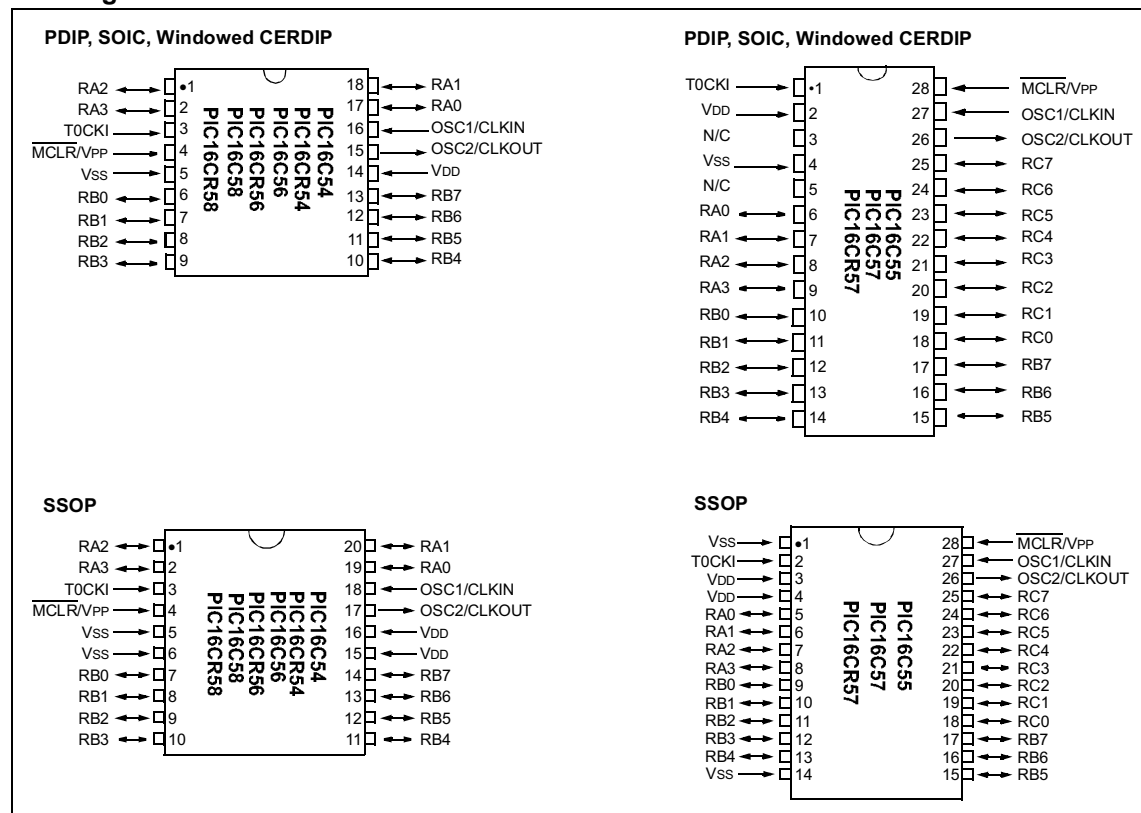 PDIP, SOIC, Windowed CERDIP
RA2 •1 18 RA1
RA3 2 17 RA0
T0CKI 3 16 OSC1/CLKIN
MCLR/VPP 4 15 OSC2/CLKOUT
VSS 5 14 VDD
RB0 6 13 RB7
RB1 7 12 RB6
RB2 8 11 RB5
RB3 9 10 RB4
PIC16C54
PIC16CR54
PIC16C56
PIC16CR56
PIC16C58
PIC16CR58
PDIP, SOIC, Windowed CERDIP
T0CKI •1 28 MCLR/VPP
VDD 2 27 OSC1/CLKIN
N/C 3 26 OSC2/CLKOUT
VSS 4 25 RC7
N/C 5 24 RC6
RA0 6 23 RC5
RA1 7 22 RC4
RA2 8 21 RC3
RA3 9 20 RC2
RB0 10 19 RC1
RB1 11 18 RC0
RB2 12 17 RB7
RB3 13 16 RB6
RB4 14 15 RB5
PIC16C55
PIC16C57
PIC16CR57
SSOP
RA2 •1 20 RA1
RA3 2 19 RA0
T0CKI 3 18 OSC1/CLKIN
MCLR/VPP 4 17 OSC2/CLKOUT
VSS 5 16 VDD
VSS 6 15 VDD
RB0 7 14 RB7
RB1 8 13 RB6
RB2 9 12 RB5
RB3 10 11 RB4
PIC16C54
PIC16CR54
PIC16C56
PIC16CR56
PIC16C58
PIC16CR58
SSOP
VSS •1 28 MCLR/VPP
T0CKI 2 27 OSC1/CLKIN
VDD 3 26 OSC2/CLKOUT
VDD 4 25 RC7
RA0 5 24 RC6
RA1 6 23 RC5
RA2 7 22 RC4
RA3 8 21 RC3
RB0 9 20 RC2
RB1 10 19 RC1
RB2 11 18 RC0
RB3 12 17 RB7
RB4 13 16 RB6
VSS 14 15 RB5
PIC16C55
PIC16C57
PIC16CR57